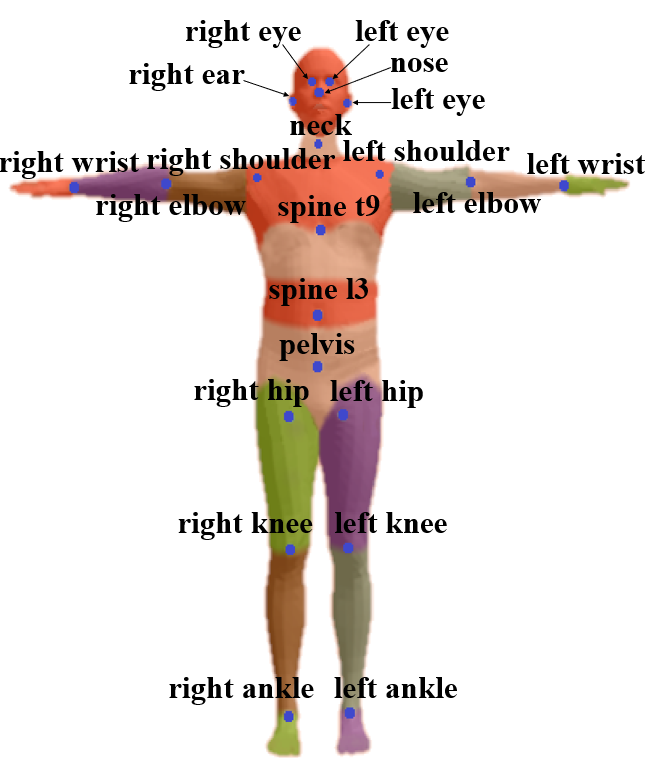 right eye
left eye
nose
right ear
left eye
neck
left shoulder
right wrist
right shoulder
left wrist
right elbow
spine t9
left elbow
spine l3
pelvis
right hip
left hip
right knee
left knee
right ankle
left ankle